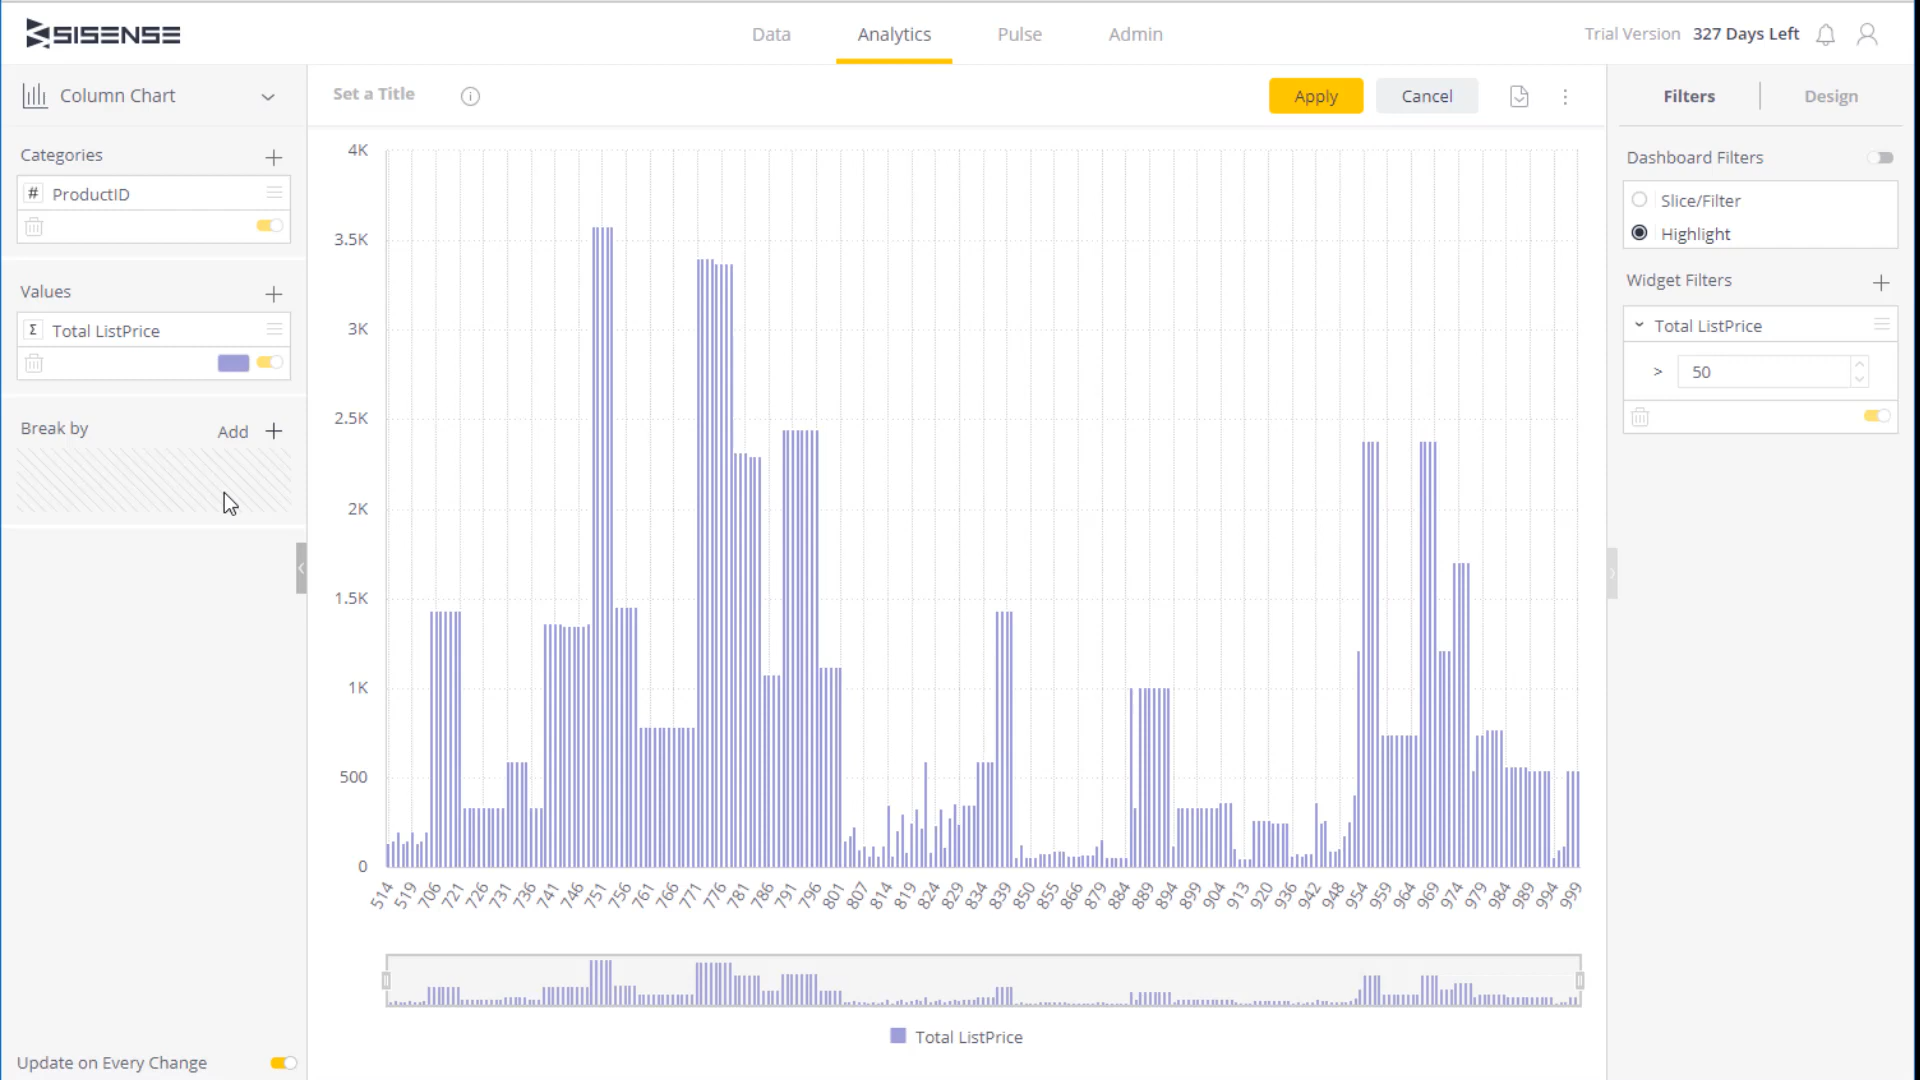 SISENSE
Data Analytics Pulse Admin
Trial Version 327 Days Left
Column Chart
Set a Title
Apply Cancel
Filters Design
Categories
# ProductID
Values
Σ Total ListPrice
Break by Add
Update on Every Change
4K
3.5K
3K
2.5K
2K
1.5K
1K
500
0
514 519 706 721 726 731 736 741 746 751 756 761 766 771 776 781 786 791 796 801 807 814 819 824 829 834 839 850 855 866 879 884 889 894 899 904 913 920 936 942 948 954 959 964 969 974 979 984 989 994 999
Total ListPrice
Dashboard Filters
Slice/Filter
Highlight
Widget Filters
Total ListPrice
> 50